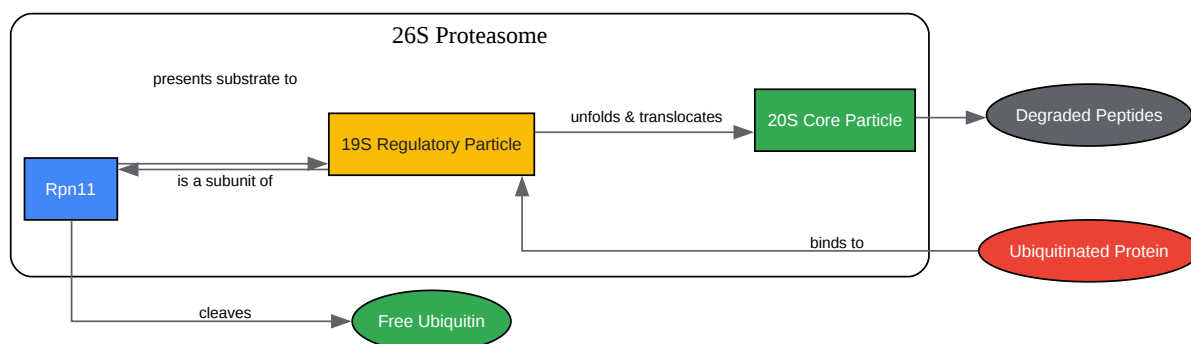 26S Proteasome
presents substrate to
unfolds & translocates
20S Core Particle
Degraded Peptides
19S Regulatory Particle
Rpn11
is a subunit of
binds to
Ubiquitinated Protein
cleaves
Free Ubiquitin